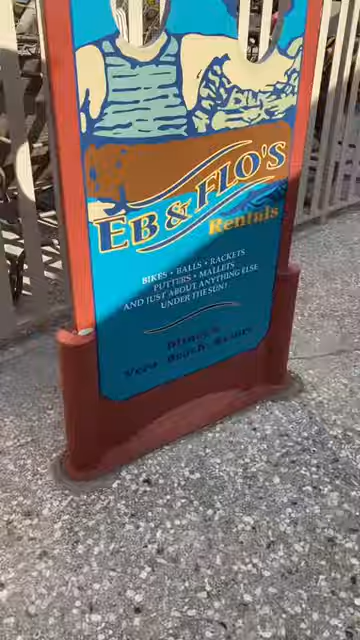 EB & FLO'S
Rentals
BIKES • BALLS • RACKETS
PUTTERS • MALLETS
AND JUST ABOUT ANYTHING ELSE
UNDER THE SUN!
Disney's
Vero Beach Resort